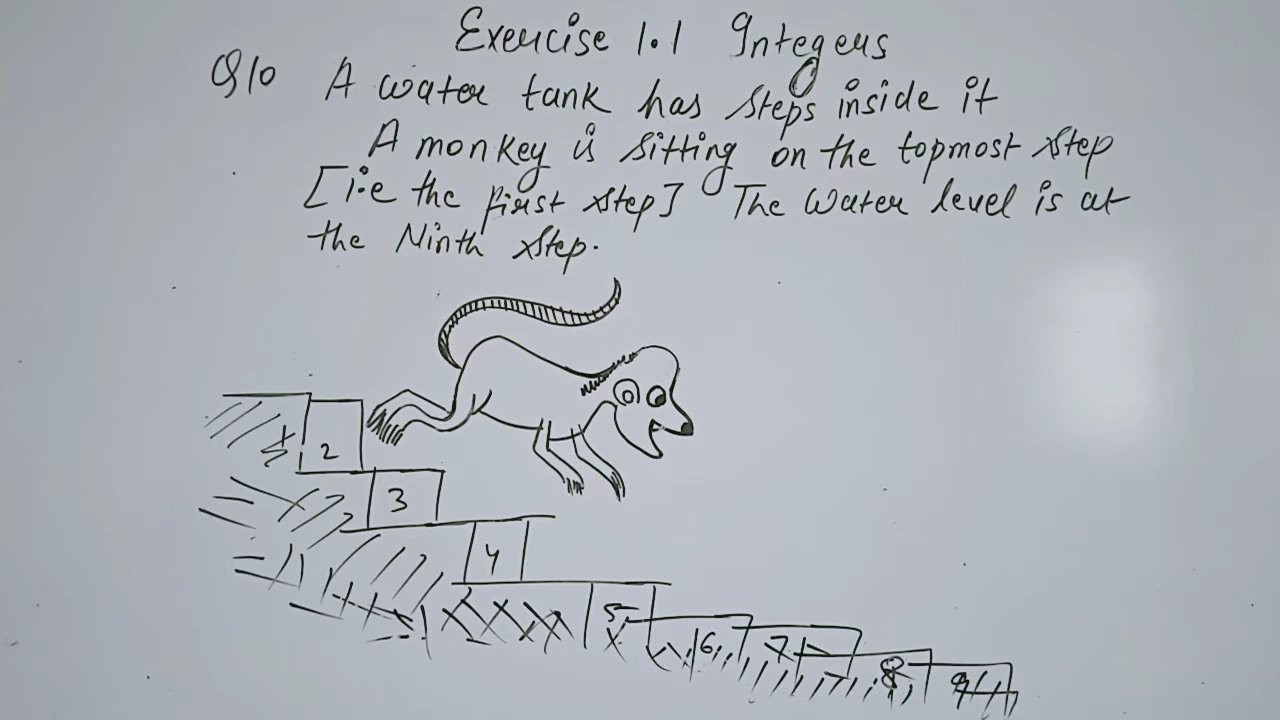 Exercise 1.1 Integers
Q10 A water tank has steps inside it
A monkey is sitting on the topmost step
[i.e the first step] The Water level is at
the Ninth step.
2
3
4
5
6
7
8
9